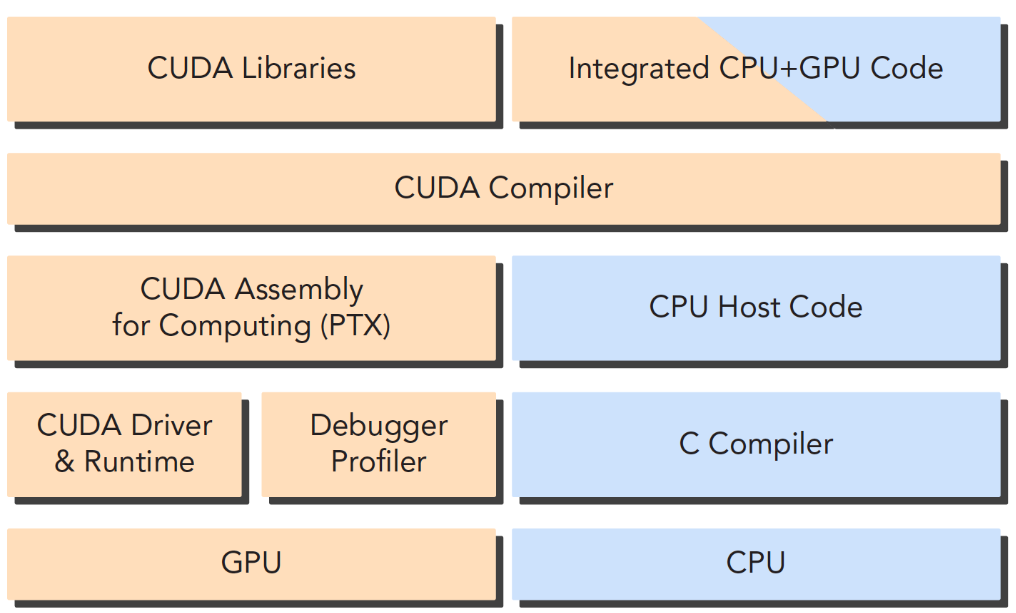 CUDA Libraries
Integrated CPU+GPU Code
CUDA Compiler
CUDA Assembly
for Computing (PTX)
CPU Host Code
CUDA Driver
& Runtime
Debugger
Profiler
C Compiler
GPU
CPU